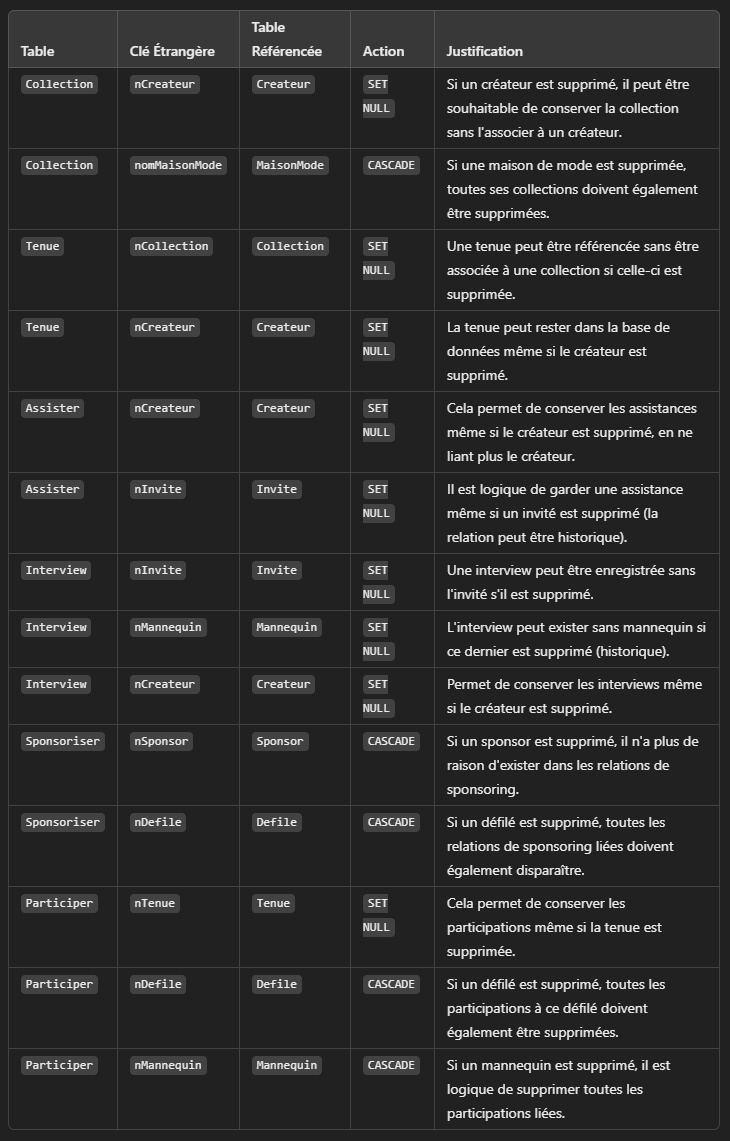 Table
Table Clé Étrangère Référencée Action Justification
Collection nCreateur Createur SET Si un créateur est supprimé, il peut être
NULL souhaitable de conserver la collection
sans l'associer à un créateur.
Collection nomMaisonMode MaisonMode CASCADE Si une maison de mode est supprimée,
toutes ses collections doivent également
être supprimées.
Tenue nCollection Collection SET Une tenue peut être référencée sans être
NULL associée à une collection si celle-ci est
supprimée.
Tenue nCreateur Createur SET La tenue peut rester dans la base de
NULL données même si le créateur est
supprimé.
Assister nCreateur Createur SET Cela permet de conserver les assistances
NULL même si le créateur est supprimé, en ne
liant plus le créateur.
Assister nInvite Invite SET Il est logique de garder une assistance
NULL même si un invité est supprimé (la
relation peut être historique).
Interview nInvite Invite SET Une interview peut être enregistrée sans
NULL l'invité s'il est supprimé.
Interview nMannequin Mannequin SET L'interview peut exister sans mannequin si
NULL ce dernier est supprimé (historique).
Interview nCreateur Createur SET Permet de conserver les interviews même
NULL si le créateur est supprimé.
Sponsoriser nSponsor Sponsor CASCADE Si un sponsor est supprimé, il n'a plus de
raison d'exister dans les relations de
sponsoring.
Sponsoriser nDefile Defile CASCADE Si un défilé est supprimé, toutes les
relations de sponsoring liées doivent
également disparaître.
Participer nTenue Tenue SET Cela permet de conserver les
NULL participations même si la tenue est
supprimée.
Participer nDefile Defile CASCADE Si un défilé est supprimé, toutes les
participations à ce défilé doivent
également être supprimées.
Participer nMannequin Mannequin CASCADE Si un mannequin est supprimé, il est
logique de supprimer toutes les
participations liées.